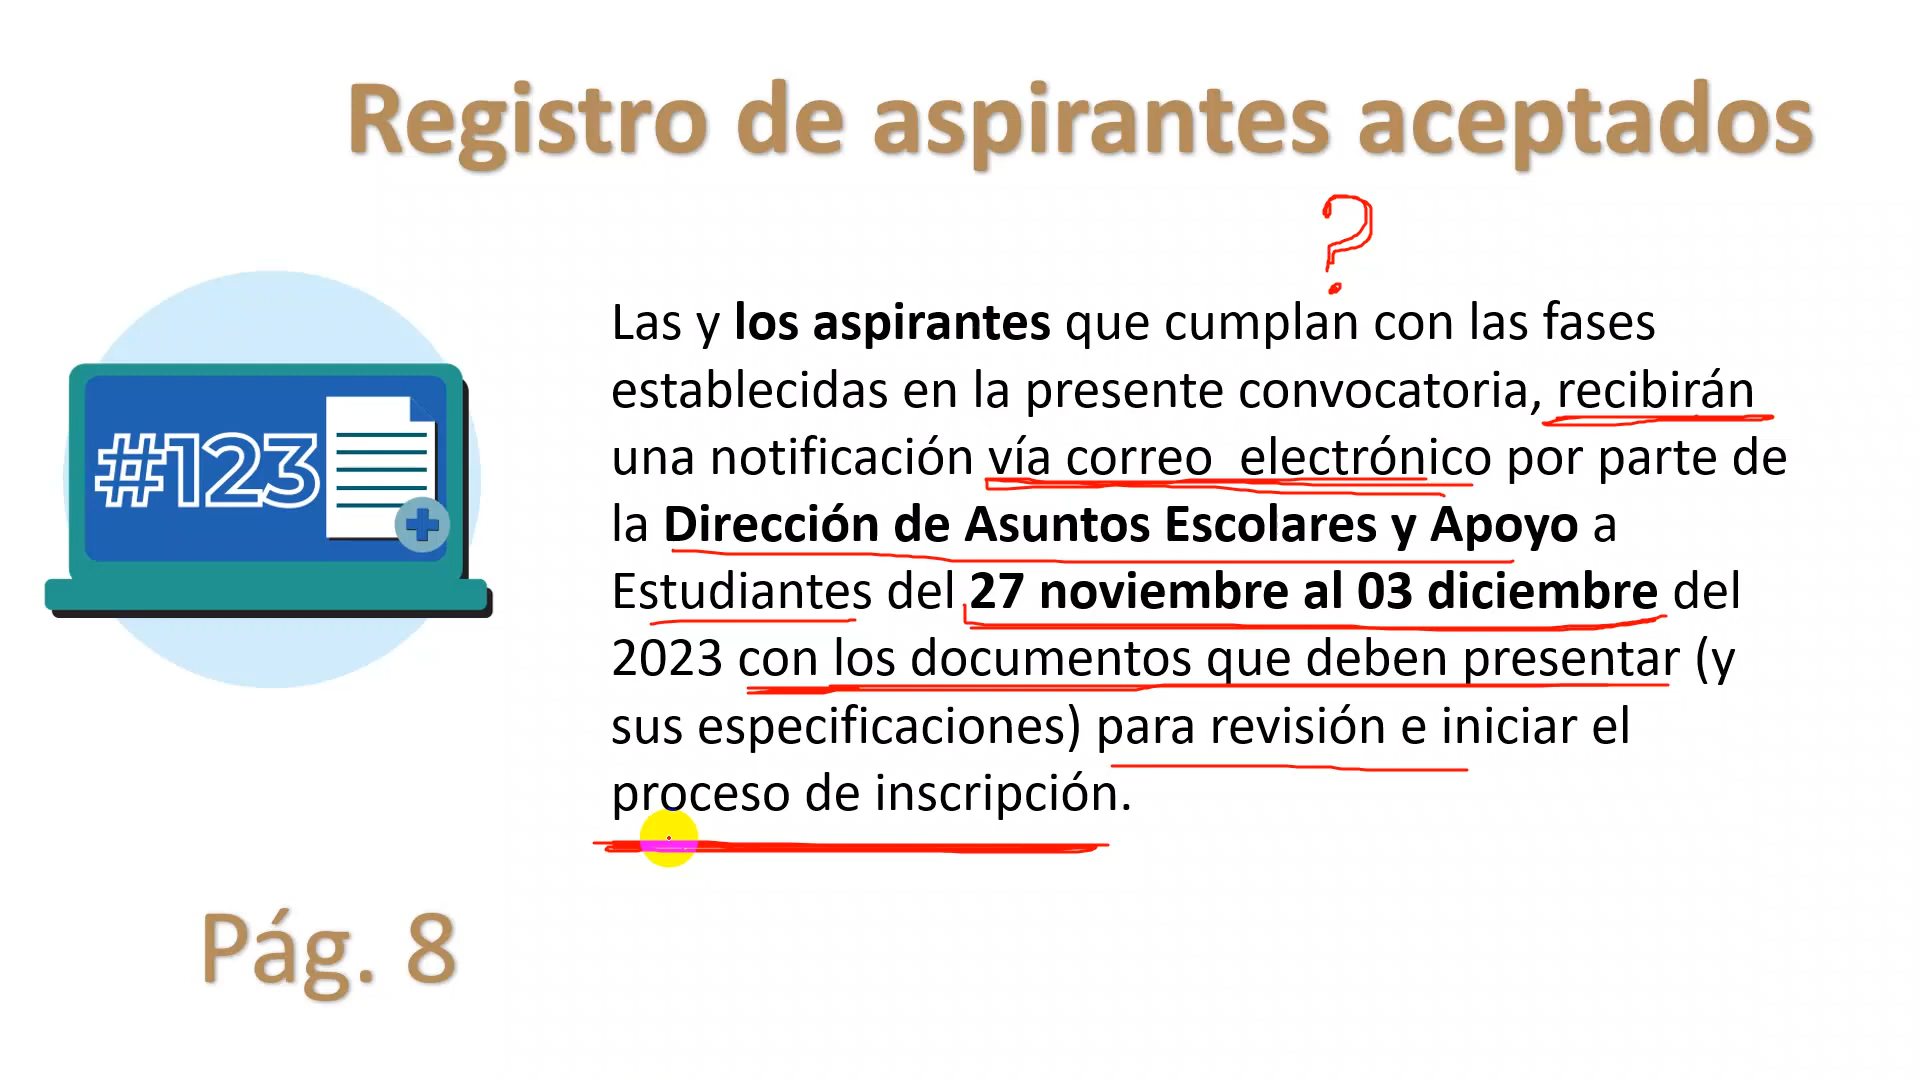 Registro de aspirantes aceptados
?
Las y los aspirantes que cumplan con las fases
establecidas en la presente convocatoria, recibirán
una notificación vía correo  electrónico por parte de
la Dirección de Asuntos Escolares y Apoyo a
Estudiantes del 27 noviembre al 03 diciembre del
2023 con los documentos que deben presentar (y
sus especificaciones) para revisión e iniciar el
proceso de inscripción.
#123
Pág. 8